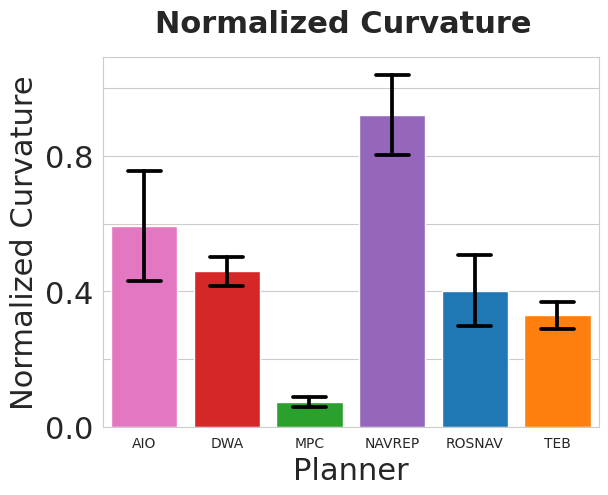 Normalized Curvature
Normalized Curvature
0.8
0.4
0.0
AIO DWA MPC NAVREP ROSNAV TEB
Planner